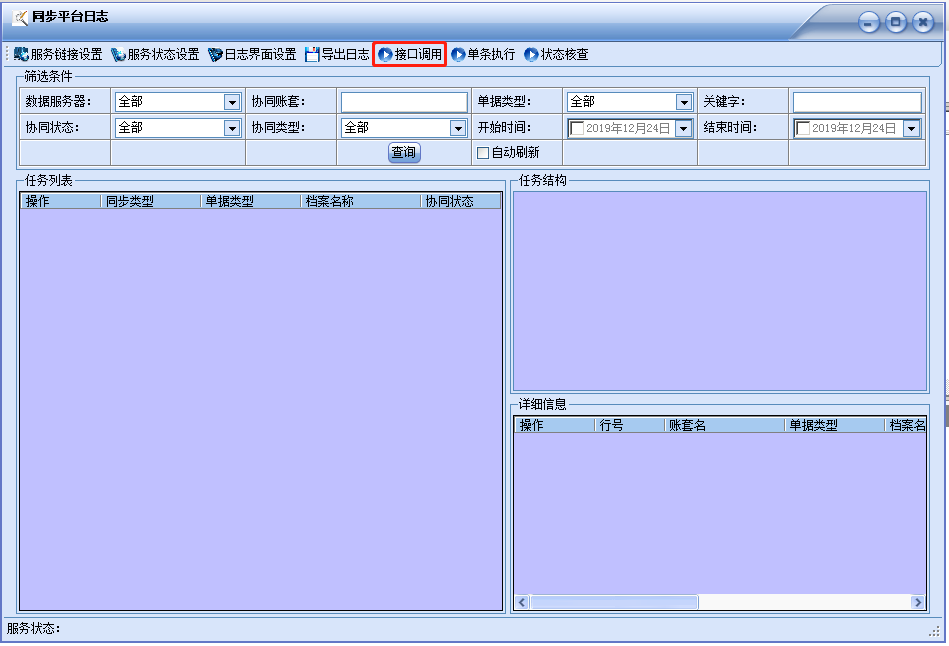 同步平台日志
服务链接设置 服务状态设置 日志界面设置 导出日志 接口调用 单条执行 状态核查
筛选条件
数据服务器： 全部 协同账套： 单据类型： 全部 关键字：
协同状态： 全部 协同类型： 全部 开始时间： 2019年12月24日 结束时间： 2019年12月24日
查询 自动刷新
任务列表
操作 同步类型 单据类型 档案名称 协同状态
任务结构
详细信息
操作 行号 账套名 单据类型 档案名
服务状态：